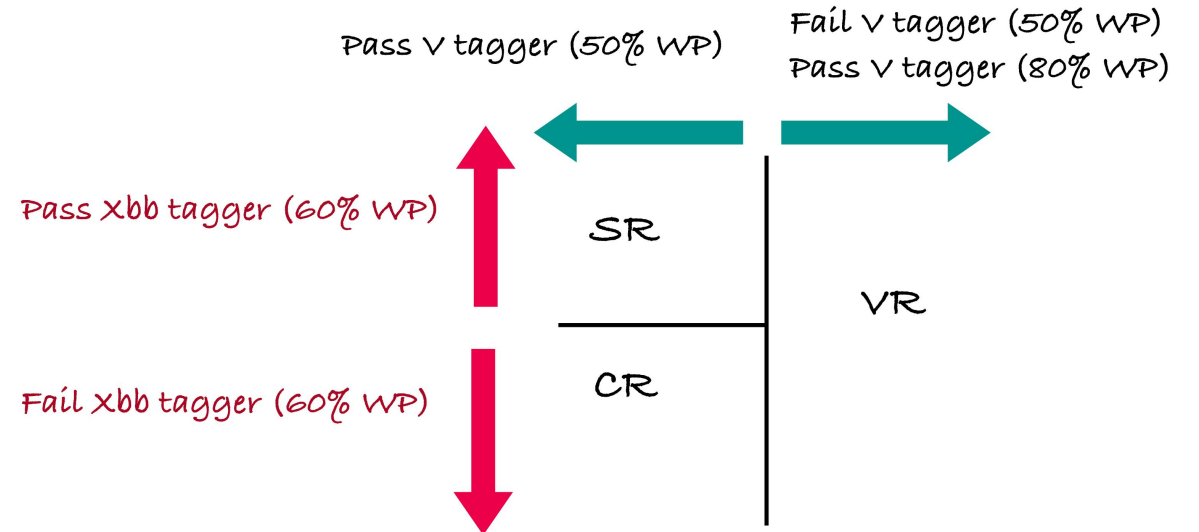 Pass V tagger (50% WP)
Fail V tagger (50% WP)
Pass V tagger (80% WP)
Pass Xbb tagger (60% WP)
SR
VR
CR
Fail Xbb tagger (60% WP)